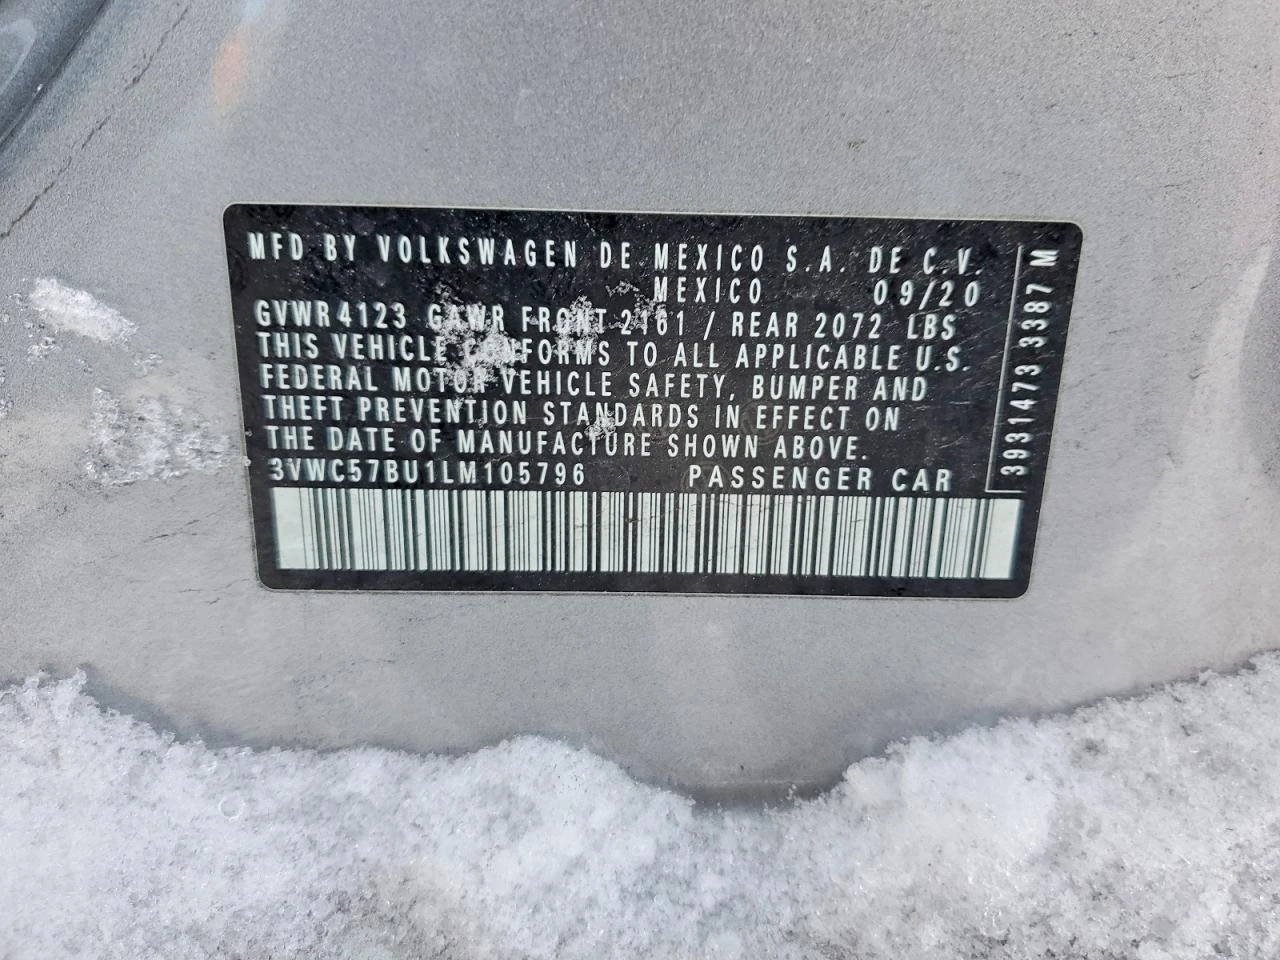 MFD BY VOLKSWAGEN DE MEXICO S.A. DE C.V.
MEXICO 09/20
GVWR 4123 GAWR FRONT 2161 / REAR 2072 LBS
THIS VEHICLE CONFORMS TO ALL APPLICABLE U.S.
FEDERAL MOTOR VEHICLE SAFETY, BUMPER AND
THEFT PREVENTION STANDARDS IN EFFECT ON
THE DATE OF MANUFACTURE SHOWN ABOVE.
3VWC57BU1LM105796 PASSENGER CAR
3931473 3387 M